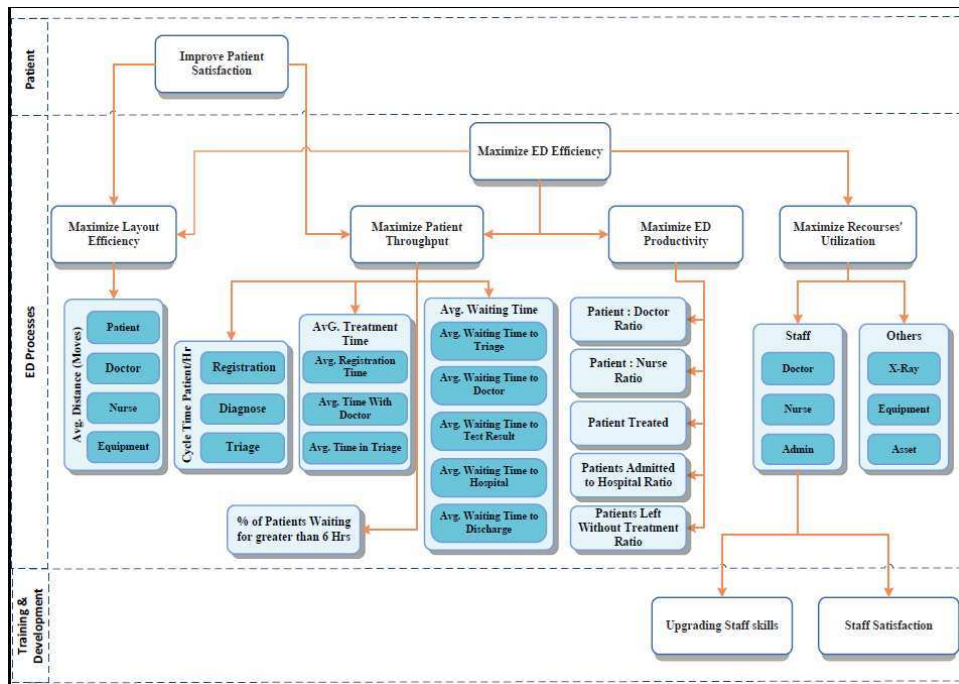 Patient
Improve Patient
Satisfaction
ED Processes
Maximize ED Efficiency
Maximize Layout
Efficiency
Maximize Patient
Throughput
Maximize ED
Productivity
Maximize Recourses'
Utilization
Avg. Distance (Moves)
Patient
Doctor
Nurse
Equipment
Cycle Time Patient/Hr
Registration
Diagnose
Triage
AvG. Treatment
Time
Avg. Registration
Time
Avg. Time With
Doctor
Avg. Time in Triage
Avg. Waiting Time
Avg. Waiting Time to
Triage
Avg. Waiting Time to
Doctor
Avg. Waiting Time to
Test Result
Avg. Waiting Time to
Hospital
Avg. Waiting Time to
Discharge
% of Patients Waiting
for greater than 6 Hrs
Patient : Doctor
Ratio
Patient : Nurse
Ratio
Patient Treated
Patients Admitted
to Hospital Ratio
Patients Left
Without Treatment
Ratio
Staff
Doctor
Nurse
Admin
Others
X-Ray
Equipment
Asset
Training &
Development
Upgrading Staff skills
Staff Satisfaction